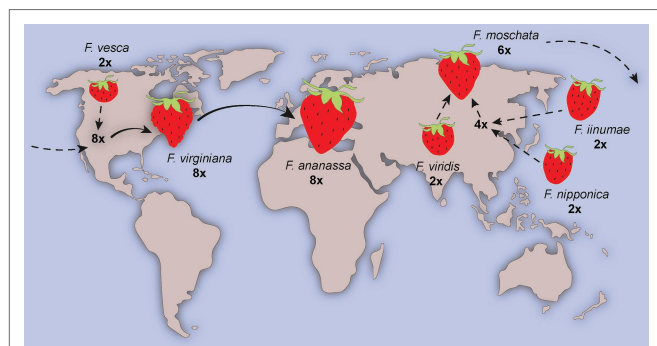 F. vesca
2x
8x
F. virginiana
8x
F. ananassa
8x
F. moschata
6x
4x
F. viridis
2x
F. iinumae
2x
F. nipponica
2x